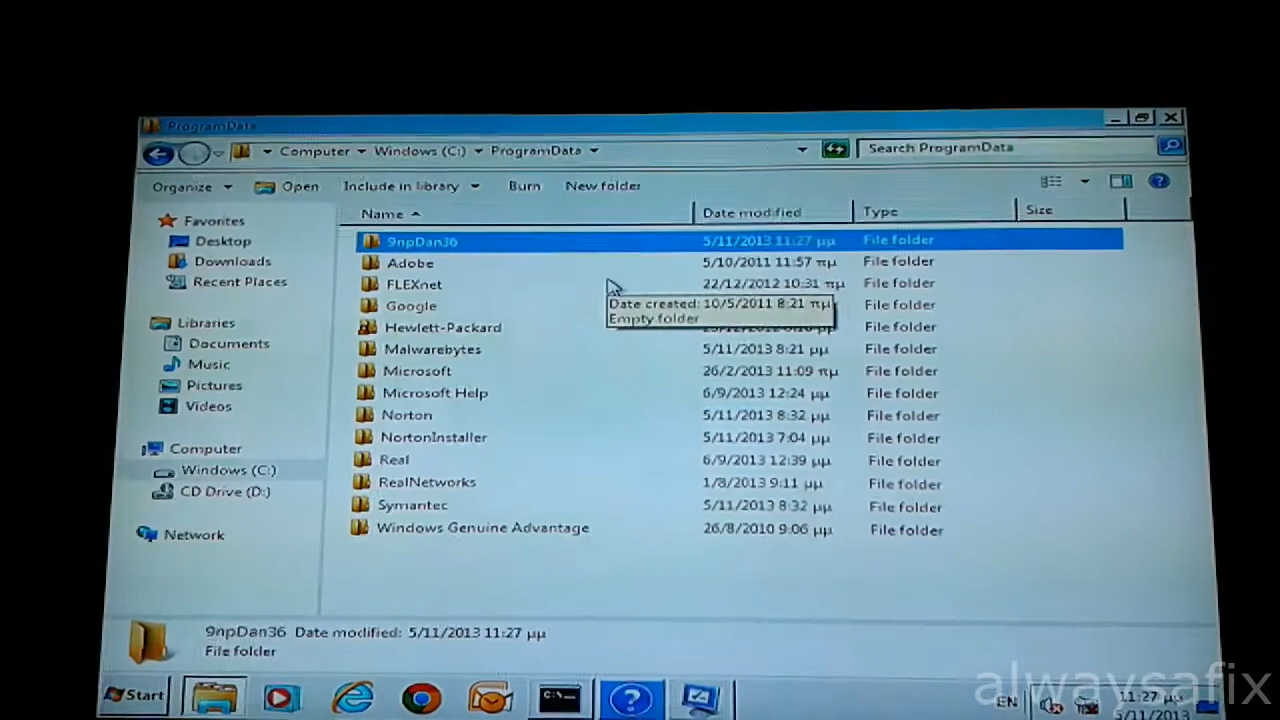 ProgramData
Computer Windows (C:) ProgramData Search ProgramData
Organize Open Include in library Burn New folder
Name Date modified Type Size
Favorites
Desktop
Downloads
Recent Places
Libraries
Documents
Music
Pictures
Videos
Computer
Windows (C:)
CD Drive (D:)
Network
9npDan36 5/11/2013 11:27 μμ File folder
Adobe 5/10/2011 11:57 πμ File folder
FLEXnet 22/12/2012 10:31 πμ File folder
Google File folder
Date created: 10/5/2011 8:21 πμ
Empty folder
Hewlett-Packard File folder
Malwarebytes 5/11/2013 8:21 μμ File folder
Microsoft 26/2/2013 11:09 πμ File folder
Microsoft Help 6/9/2013 12:24 μμ File folder
Norton 5/11/2013 8:32 μμ File folder
NortonInstaller 5/11/2013 7:04 μμ File folder
Real 6/9/2013 12:39 μμ File folder
RealNetworks 1/8/2013 9:11 μμ File folder
Symantec 5/11/2013 8:32 μμ File folder
Windows Genuine Advantage 26/8/2010 9:06 μμ File folder
9npDan36 Date modified: 5/11/2013 11:27 μμ
File folder
alwaysafix
Start C:\ EN 11:27 μμ
5/11/2013